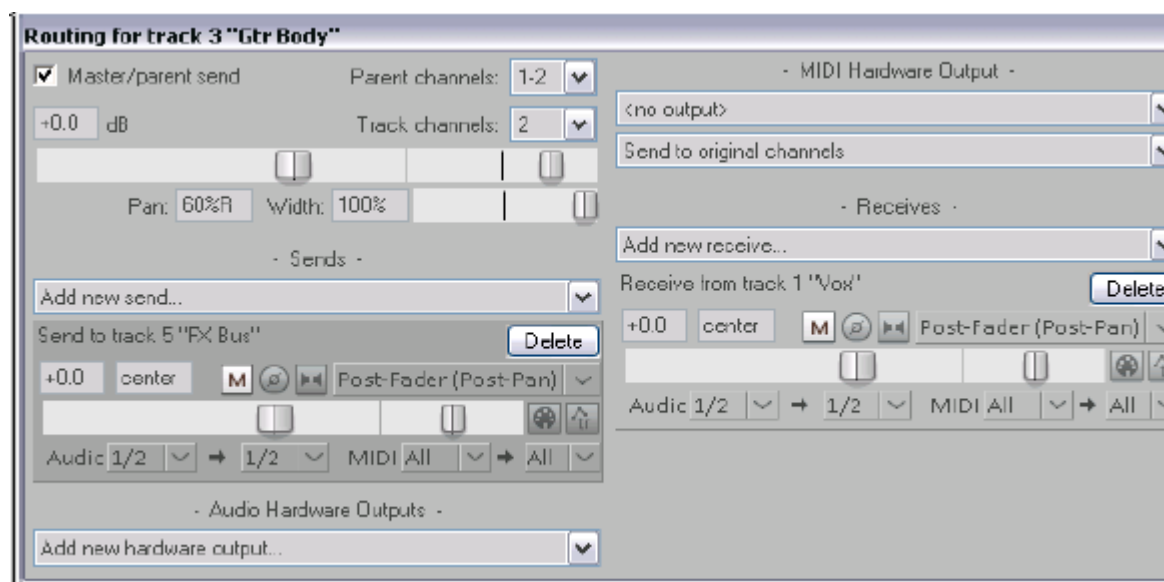 Routing for track 3 "Gtr Body"
Master/parent send Parent channels: 1-2
+0.0 dB Track channels: 2
Pan: 60%R Width: 100%
- Sends -
Add new send...
Send to track 5 "FX Bus" Delete
+0.0 center M Post-Fader (Post-Pan)
Audio 1/2 1/2 MIDI All All
- Audio Hardware Outputs -
Add new hardware output...
- MIDI Hardware Output -
<no output>
Send to original channels
- Receives -
Add new receive...
Receive from track 1 "Vox" Delete
+0.0 center M Post-Fader (Post-Pan)
Audio 1/2 1/2 MIDI All All